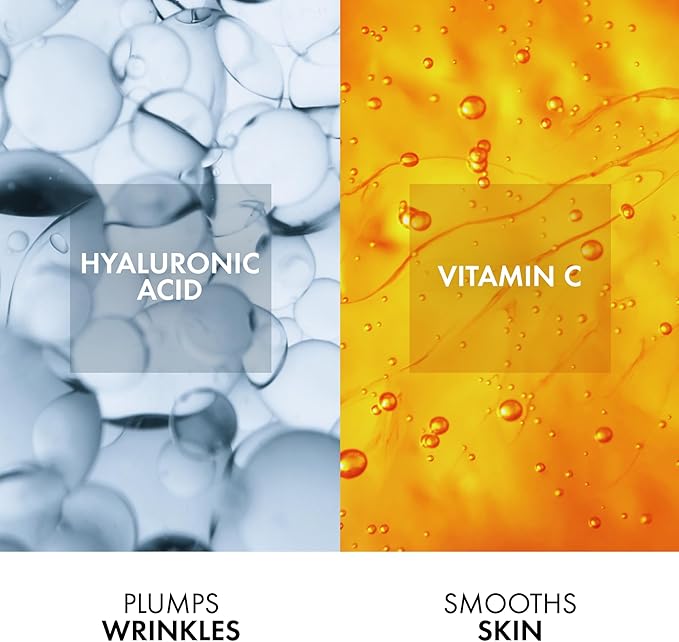 HYALURONIC
ACID
VITAMIN C
PLUMPS
WRINKLES
SMOOTHS
SKIN